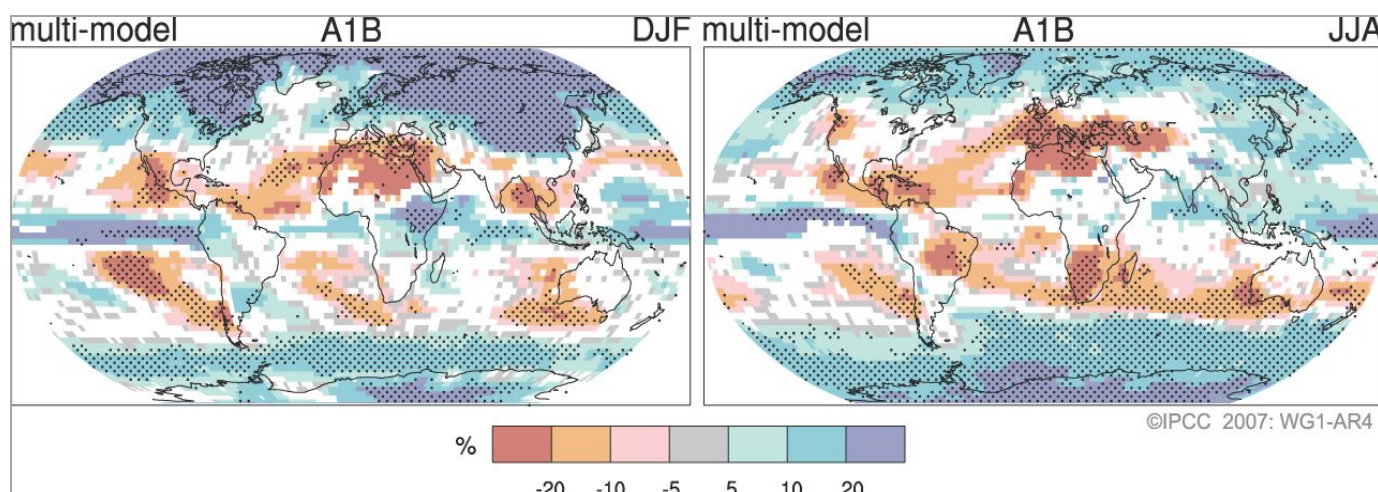 multi-model A1B DJF
multi-model A1B JJA
©IPCC 2007: WG1-AR4
%
-20 -10 -5 5 10 20